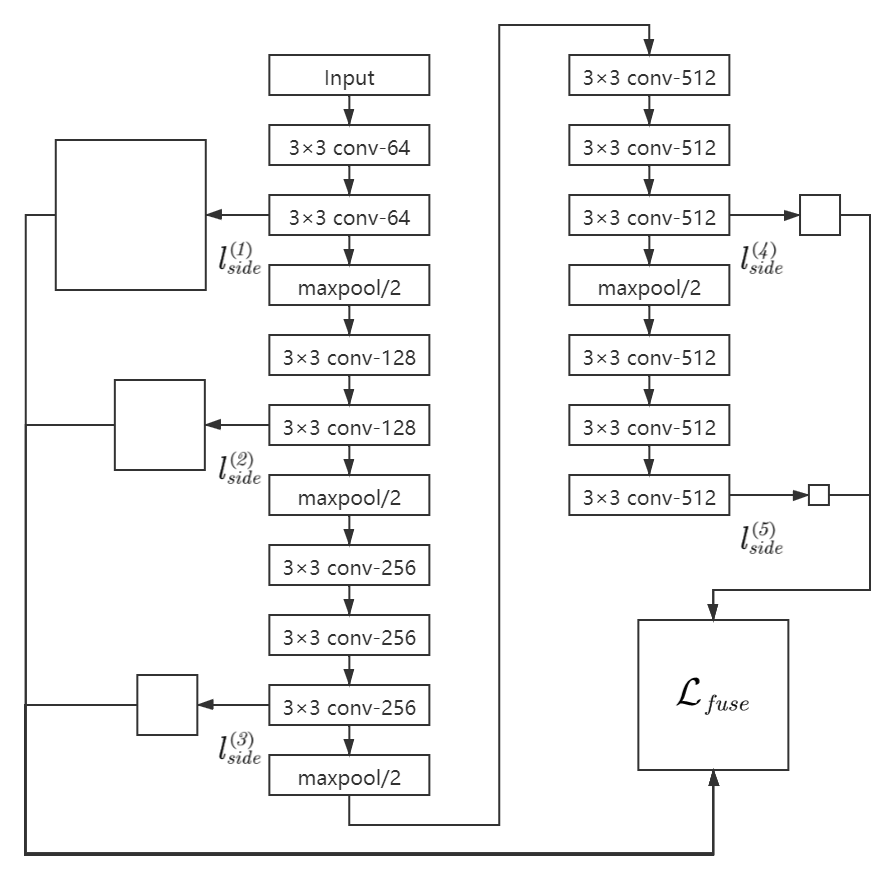 Input
3×3 conv-64
3×3 conv-64
l_{side}^{(1)}
maxpool/2
3×3 conv-128
3×3 conv-128
l_{side}^{(2)}
maxpool/2
3×3 conv-256
3×3 conv-256
3×3 conv-256
l_{side}^{(3)}
maxpool/2
3×3 conv-512
3×3 conv-512
3×3 conv-512
l_{side}^{(4)}
maxpool/2
3×3 conv-512
3×3 conv-512
3×3 conv-512
l_{side}^{(5)}
ℒ_{fuse}